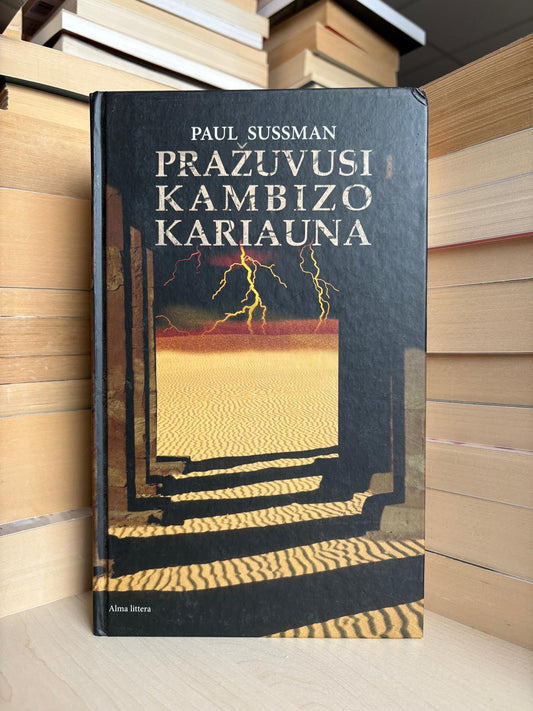 PAUL SUSSMAN
PRAŽUVUSI
KAMBIZO
KARIAUNA
Alma littera